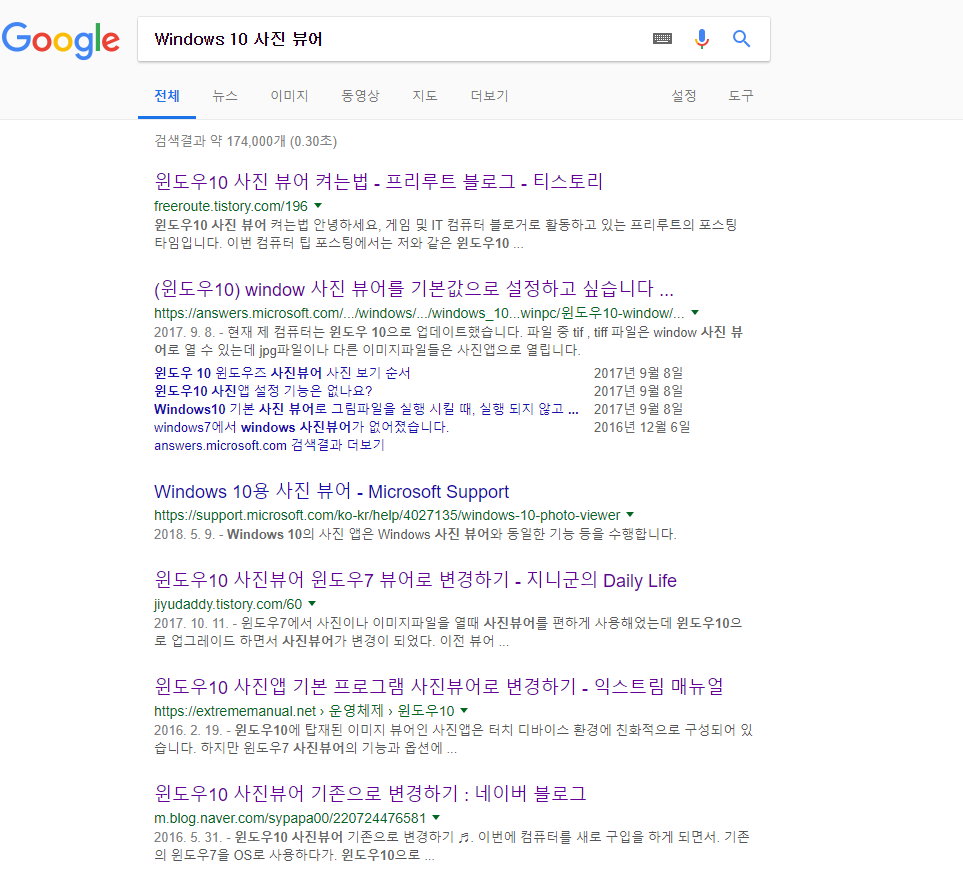 Google
Windows 10 사진 뷰어
전체 뉴스 이미지 동영상 지도 더보기 설정 도구
검색결과 약 174,000개 (0.30초)
윈도우10 사진 뷰어 켜는법 - 프리루트 블로그 - 티스토리
freeroute.tistory.com/196
윈도우10 사진 뷰어 켜는법 안녕하세요, 게임 및 IT 컴퓨터 블로거로 활동하고 있는 프리루트의 포스팅
타임입니다. 이번 컴퓨터 팁 포스팅에서는 저와 같은 윈도우10 ...
(윈도우10) window 사진 뷰어를 기본값으로 설정하고 싶습니다 ...
https://answers.microsoft.com/.../windows/.../windows_10...winpc/윈도우10-window/...
2017. 9. 8. - 현재 제 컴퓨터는 윈도우 10으로 업데이트했습니다. 파일 중 tif , tiff 파일은 window 사진 뷰
어로 열 수 있는데 jpg파일이나 다른 이미지파일들은 사진앱으로 열립니다.
윈도우 10 윈도우즈 사진뷰어 사진 보기 순서 2017년 9월 8일
윈도우10 사진앱 설정 기능은 없나요? 2017년 9월 8일
Windows10 기본 사진 뷰어로 그림파일을 실행 시킬 때, 실행 되지 않고 ... 2017년 9월 8일
windows7에서 windows 사진뷰어가 없어졌습니다. 2016년 12월 6일
answers.microsoft.com 검색결과 더보기
Windows 10용 사진 뷰어 - Microsoft Support
https://support.microsoft.com/ko-kr/help/4027135/windows-10-photo-viewer
2018. 5. 9. - Windows 10의 사진 앱은 Windows 사진 뷰어와 동일한 기능 등을 수행합니다.
윈도우10 사진뷰어 윈도우7 뷰어로 변경하기 - 지니군의 Daily Life
jiyudaddy.tistory.com/60
2017. 10. 11. - 윈도우7에서 사진이나 이미지파일을 열때 사진뷰어를 편하게 사용해었는데 윈도우10으
로 업그레이드 하면서 사진뷰어가 변경이 되었다. 이전 뷰어 ...
윈도우10 사진앱 기본 프로그램 사진뷰어로 변경하기 - 익스트림 매뉴얼
https://extrememanual.net › 운영체제 › 윈도우10
2016. 2. 19. - 윈도우10에 탑재된 이미지 뷰어인 사진앱은 터치 디바이스 환경에 친화적으로 구성되어 있
습니다. 하지만 윈도우7 사진뷰어의 기능과 옵션에 ...
윈도우10 사진뷰어 기존으로 변경하기 : 네이버 블로그
m.blog.naver.com/sypapa00/220724476581
2016. 5. 31. - 윈도우10 사진뷰어 기존으로 변경하기 ♬. 이번에 컴퓨터를 새로 구입을 하게 되면서. 기존
의 윈도우7을 OS로 사용하다가. 윈도우10으로 ...